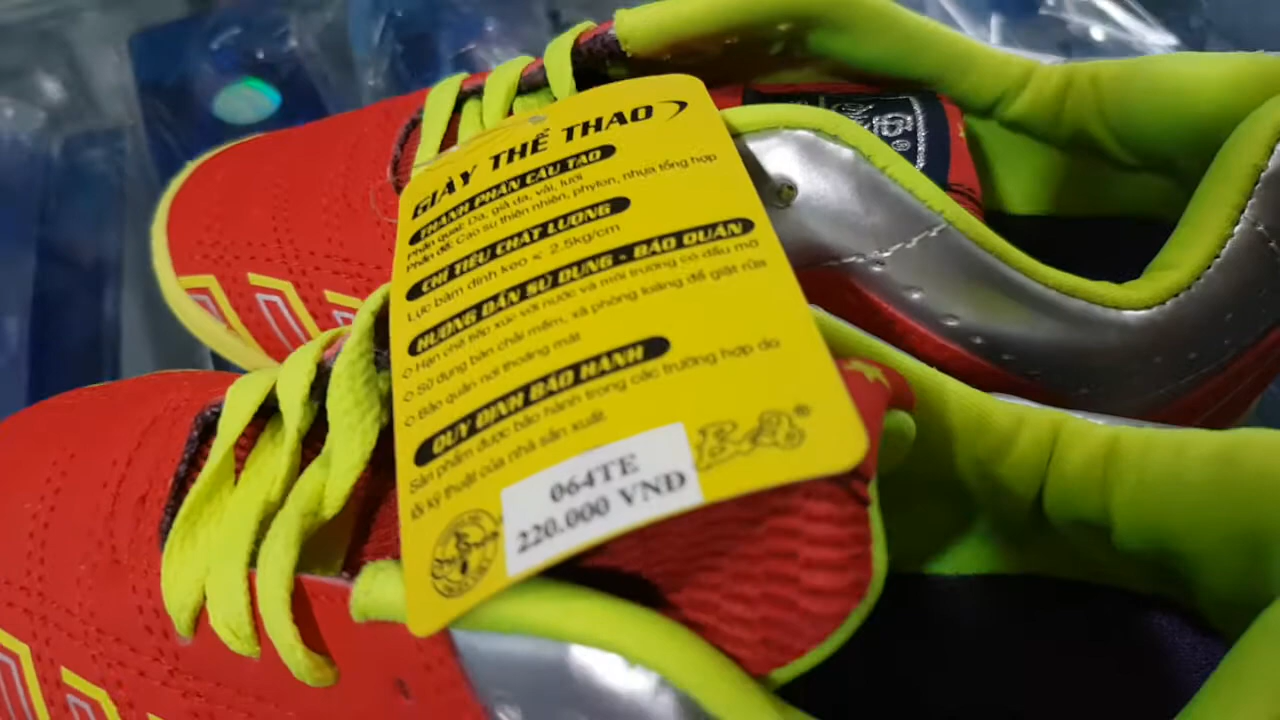 GIÀY THỂ THAO
THÀNH PHẦN CẤU TẠO
Phần quai: Da, giả da, vải, lưới
Phần đế: Cao su thiên nhiên, phylon, nhựa tổng hợp
CHỈ TIÊU CHẤT LƯỢNG
Lực bám dính keo < 2.5kg/cm
HƯỚNG DẪN SỬ DỤNG - BẢO QUẢN
Hạn chế tiếp xúc với nước và môi trường có dầu mỡ
Sử dụng bàn chải mềm, xà phòng loãng để giặt rửa
Bảo quản nơi thoáng mát
QUY ĐỊNH BẢO HÀNH
Sản phẩm được bảo hành trong các trường hợp do
lỗi kỹ thuật của nhà sản xuất
064TE
220.000 VNĐ